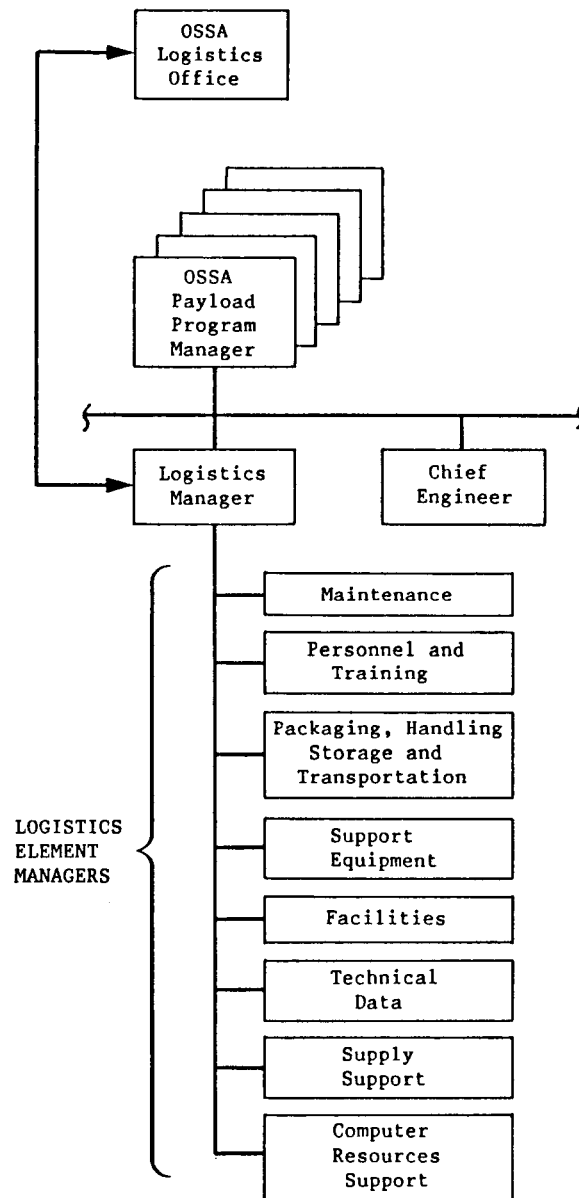 OSSA
Logistics
Office
OSSA
Payload
Program
Manager
Logistics
Manager
Chief
Engineer
Maintenance
Personnel and
Training
Packaging, Handling
Storage and
Transportation
LOGISTICS
ELEMENT
MANAGERS
Support
Equipment
Facilities
Technical
Data
Supply
Support
Computer
Resources
Support